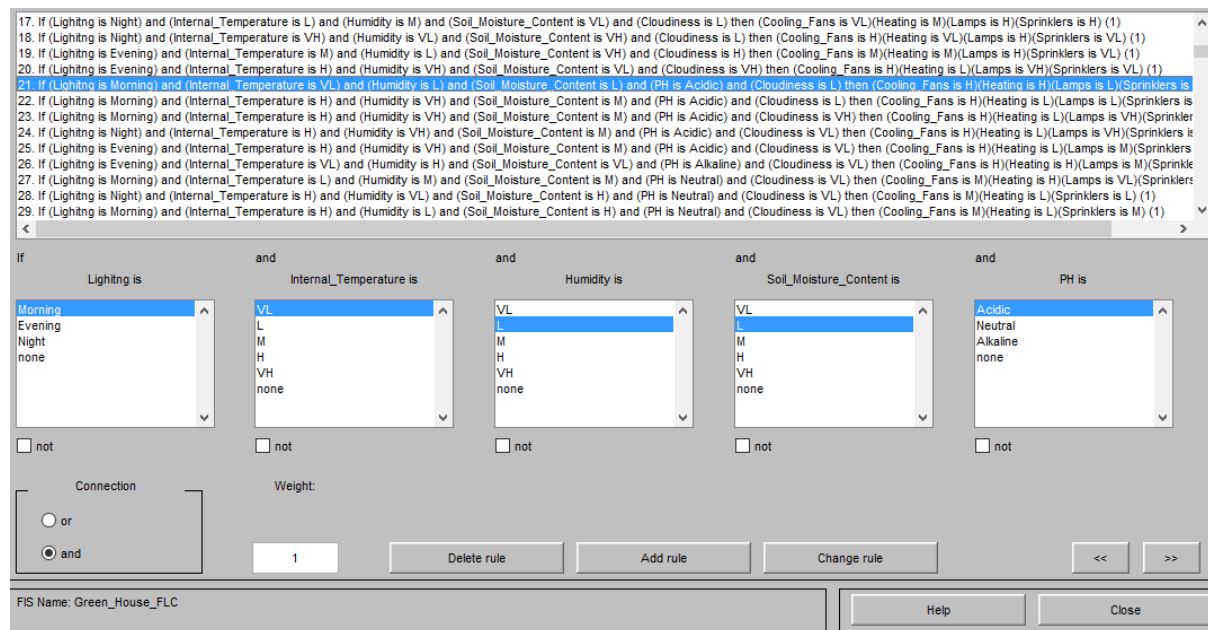 17. If (Lighitng is Night) and (Internal_Temperature is L) and (Humidity is M) and (Soil_Moisture_Content is VL) and (Cloudiness is L) then (Cooling_Fans is VL)(Heating is M)(Lamps is H)(Sprinklers is H) (1)
18. If (Lighitng is Night) and (Internal_Temperature is VH) and (Humidity is VL) and (Soil_Moisture_Content is VH) and (Cloudiness is L) then (Cooling_Fans is H)(Heating is VL)(Lamps is H)(Sprinklers is VL) (1)
19. If (Lighitng is Evening) and (Internal_Temperature is M) and (Humidity is L) and (Soil_Moisture_Content is VL) and (Cloudiness is H) then (Cooling_Fans is M)(Heating is M)(Lamps is H)(Sprinklers is VL) (1)
20. If (Lighitng is Evening) and (Internal_Temperature is H) and (Humidity is VH) and (Soil_Moisture_Content is VL) and (Cloudiness is VH) then (Cooling_Fans is H)(Heating is L)(Lamps is VH)(Sprinklers is VL) (1)
21. If (Lighitng is Morning) and (Internal_Temperature is VL) and (Humidity is L) and (Soil_Moisture_Content is L) and (PH is Acidic) and (Cloudiness is L) then (Cooling_Fans is H)(Heating is H)(Lamps is L)(Sprinklers is
22. If (Lighitng is Morning) and (Internal_Temperature is H) and (Humidity is VH) and (Soil_Moisture_Content is M) and (PH is Acidic) and (Cloudiness is L) then (Cooling_Fans is H)(Heating is L)(Lamps is L)(Sprinklers is
23. If (Lighitng is Morning) and (Internal_Temperature is H) and (Humidity is VH) and (Soil_Moisture_Content is M) and (PH is Acidic) and (Cloudiness is VH) then (Cooling_Fans is H)(Heating is L)(Lamps is VH)(Sprinkler
24. If (Lighitng is Night) and (Internal_Temperature is H) and (Humidity is VH) and (Soil_Moisture_Content is M) and (PH is Acidic) and (Cloudiness is VL) then (Cooling_Fans is H)(Heating is L)(Lamps is VH)(Sprinklers is
25. If (Lighitng is Evening) and (Internal_Temperature is H) and (Humidity is VH) and (Soil_Moisture_Content is M) and (PH is Acidic) and (Cloudiness is VL) then (Cooling_Fans is H)(Heating is L)(Lamps is M)(Sprinklers
26. If (Lighitng is Evening) and (Internal_Temperature is VL) and (Humidity is H) and (Soil_Moisture_Content is VL) and (PH is Alkaline) and (Cloudiness is VL) then (Cooling_Fans is H)(Heating is H)(Lamps is M)(Sprinkle
27. If (Lighitng is Morning) and (Internal_Temperature is L) and (Humidity is M) and (Soil_Moisture_Content is M) and (PH is Neutral) and (Cloudiness is VL) then (Cooling_Fans is M)(Heating is H)(Lamps is VL)(Sprinklers
28. If (Lighitng is Night) and (Internal_Temperature is H) and (Humidity is VL) and (Soil_Moisture_Content is H) and (PH is Neutral) and (Cloudiness is VL) then (Cooling_Fans is M)(Heating is L)(Lamps is H)(Sprinklers is
29. If (Lighitng is Morning) and (Internal_Temperature is H) and (Humidity is L) and (Soil_Moisture_Content is H) and (PH is Neutral) and (Cloudiness is VL) then (Cooling_Fans is M)(Heating is L)(Sprinklers is M) (1)
If and and and and
Lighitng is Internal_Temperature is Humidity is Soil_Moisture_Content is PH is
Morning VL VL VL Acidic
Evening L L L Neutral
Night M M M Alkaline
none H H H none
VH VH VH
none none none
not not not not not
Connection Weight:
or
and 1 Delete rule Add rule Change rule << >>
FIS Name: Green_House_FLC Help Close